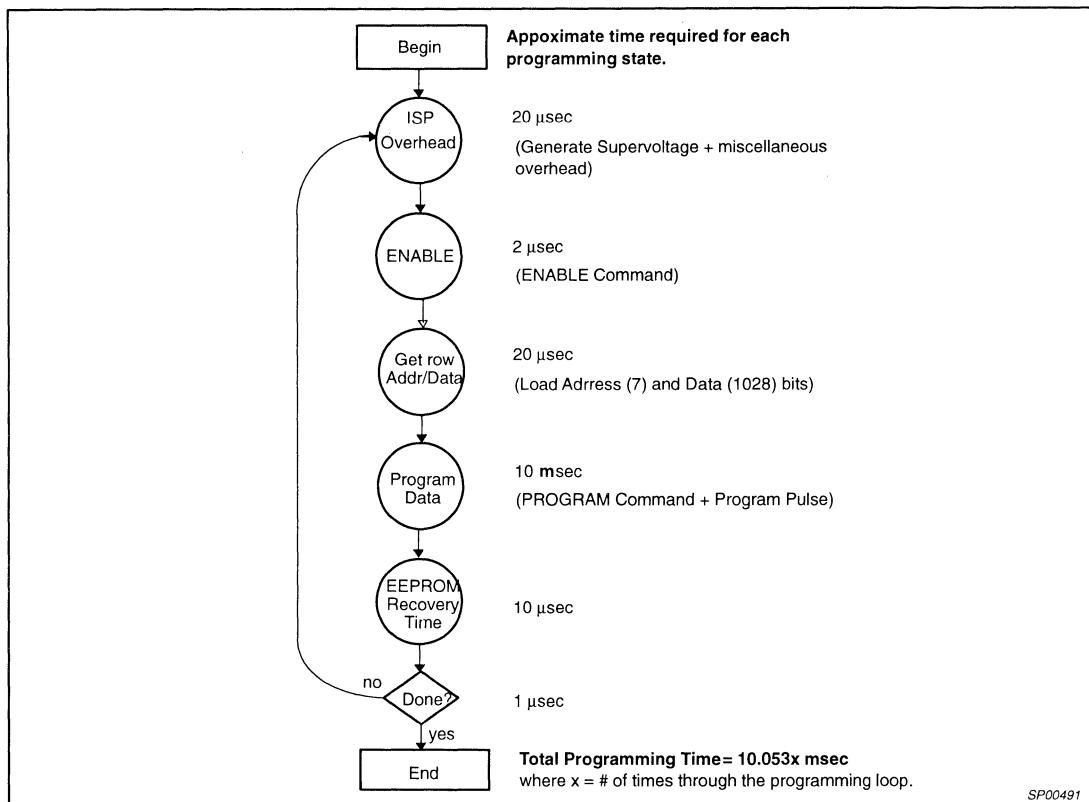 Begin
Appoximate time required for each
programming state.
ISP
Overhead
20 µsec
(Generate Supervoltage + miscellaneous
overhead)
ENABLE
2 µsec
(ENABLE Command)
Get row
Addr/Data
20 µsec
(Load Adrress (7) and Data (1028) bits)
Program
Data
10 msec
(PROGRAM Command + Program Pulse)
EEPROM
Recovery
Time
10 µsec
no
Done?
1 µsec
yes
End
Total Programming Time= 10.053x msec
where x = # of times through the programming loop.
SP00491